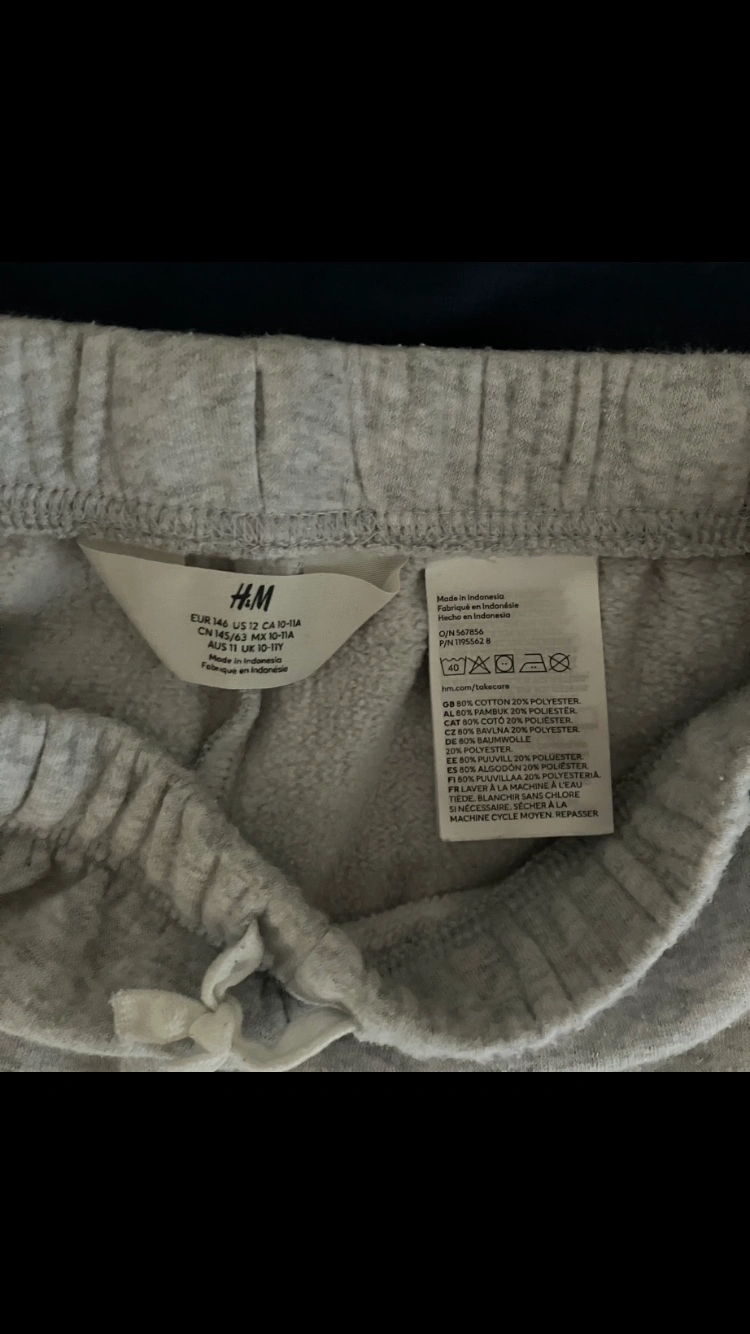 H&M
EUR 146 US 12 CA 10-11A
CN 145/63 MX 10-11A
AUS 11 UK 10-11Y
Made in Indonesia
Fabriqué en Indonésie
Made in Indonesia
Fabriqué en Indonésie
Hecho en Indonesia
O/N 567856
P/N 1195562 8
40
hm.com/takecare
GB 80% COTTON 20% POLYESTER.
AL 80% PAMBUK 20% POLIESTËR.
CAT 80% COTÓ 20% POLIÈSTER.
CZ 80% BAVLNA 20% POLYESTER.
DE 80% BAUMWOLLE
20% POLYESTER.
EE 80% PUUVILL 20% POLÜESTER.
ES 80% ALGODÓN 20% POLIÉSTER.
FI 80% PUUVILLAA 20% POLYESTERIÄ.
FR LAVER À LA MACHINE À L'EAU
TIÈDE. BLANCHIR SANS CHLORE
SI NÉCESSAIRE. SÉCHER À LA
MACHINE CYCLE MOYEN. REPASSER